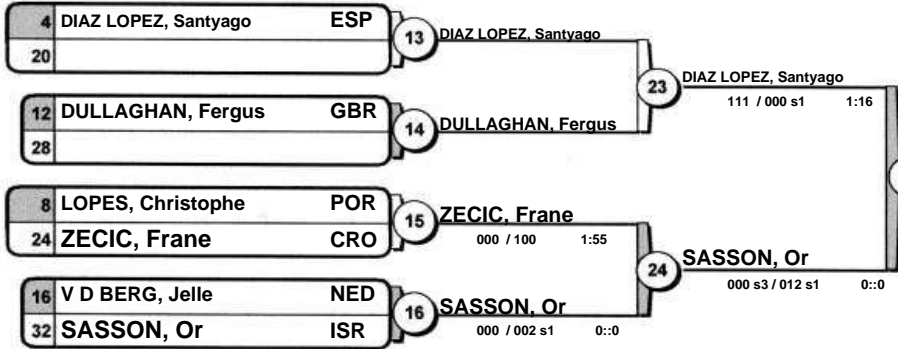 4 DIAZ LOPEZ, Santyago ESP
20
13 DIAZ LOPEZ, Santyago
12 DULLAGHAN, Fergus GBR
28
14 DULLAGHAN, Fergus
23 DIAZ LOPEZ, Santyago
111 / 000 s1 1:16
8 LOPES, Christophe POR
24 ZECIC, Frane CRO
15 ZECIC, Frane
000 / 100 1:55
16 V D BERG, Jelle NED
32 SASSON, Or ISR
16 SASSON, Or
000 / 002 s1 0::0
24 SASSON, Or
000 s3 / 012 s1 0::0